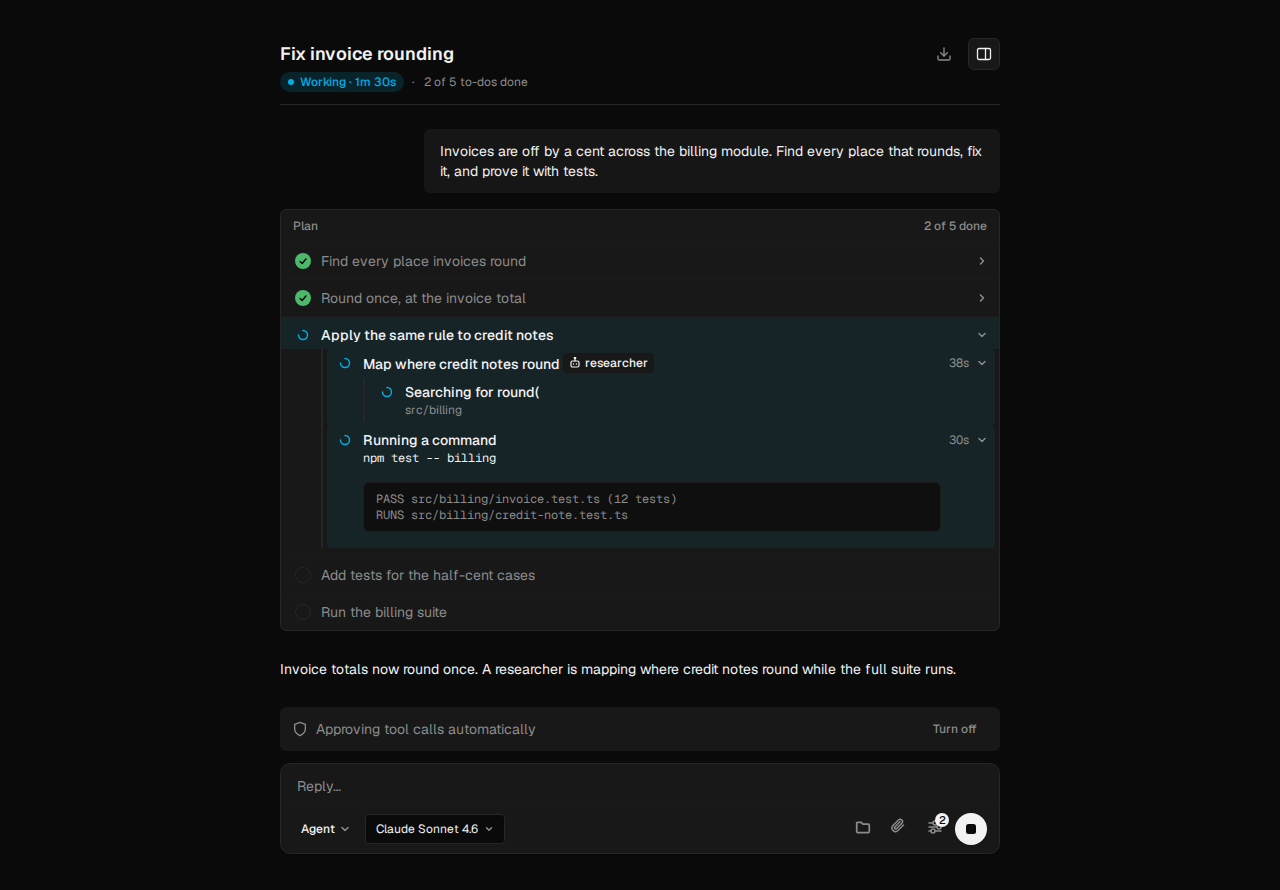 Fix invoice rounding
Working · 1m 30s · 2 of 5 to-dos done
Invoices are off by a cent across the billing module. Find every place that rounds, fix
it, and prove it with tests.
Plan 2 of 5 done
Find every place invoices round
Round once, at the invoice total
Apply the same rule to credit notes
Map where credit notes round researcher 38s
Searching for round(
src/billing
Running a command 30s
npm test -- billing
PASS src/billing/invoice.test.ts (12 tests)
RUNS src/billing/credit-note.test.ts
Add tests for the half-cent cases
Run the billing suite
Invoice totals now round once. A researcher is mapping where credit notes round while the full suite runs.
Approving tool calls automatically Turn off
Reply…
Agent Claude Sonnet 4.6 2